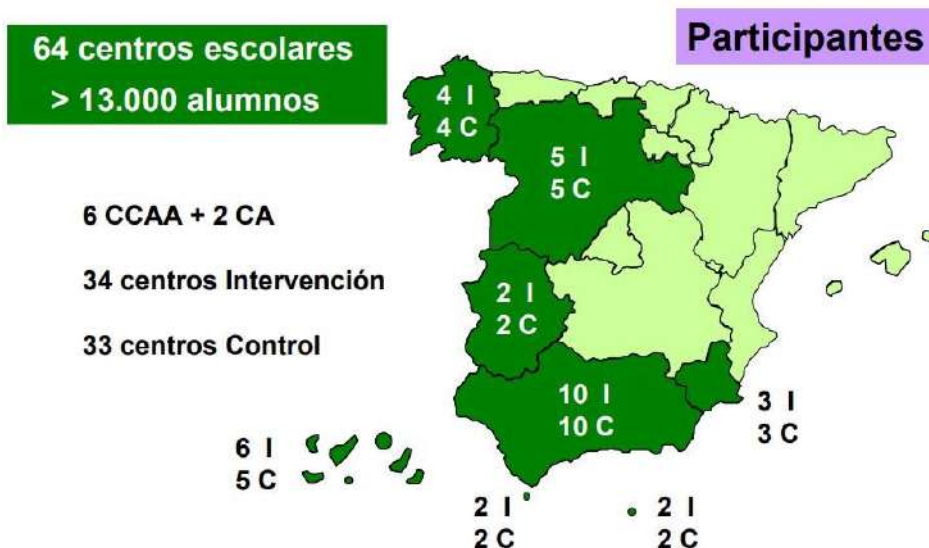 64 centros escolares
> 13.000 alumnos
Participantes
4 I
4 C
5 I
5 C
6 CCAA + 2 CA
34 centros Intervención
2 I
2 C
33 centros Control
10 I
10 C
3 I
3 C
6 I
5 C
2 I
2 C
2 I
2 C